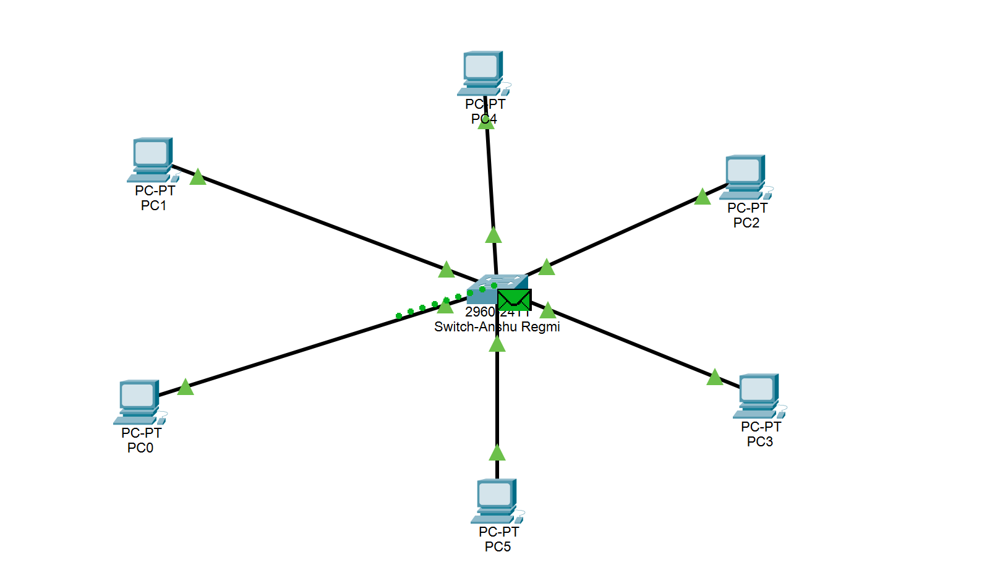 PC-PT
PC4
PC-PT
PC1
PC-PT
PC2
2960-24TT
Switch-Anshu Regmi
PC-PT
PC0
PC-PT
PC3
PC-PT
PC5